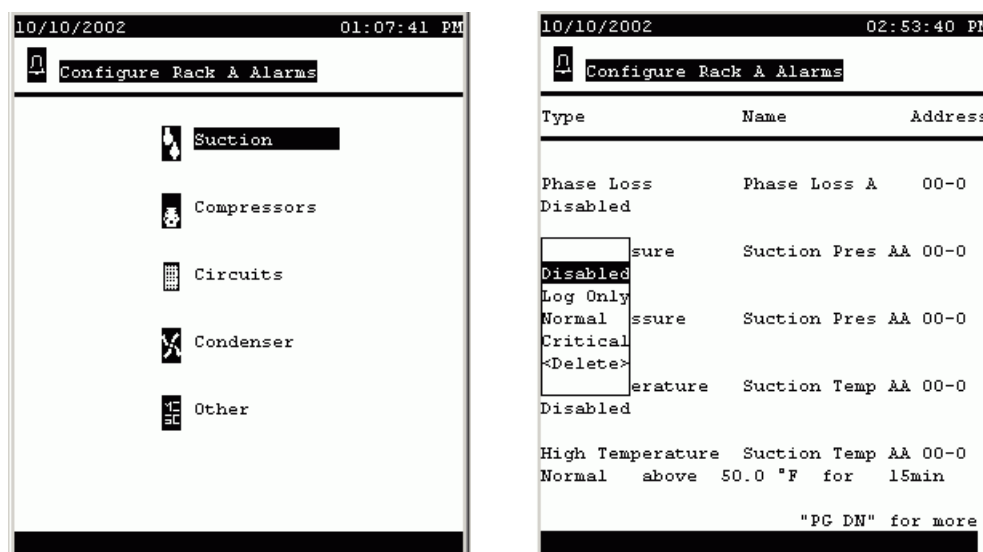 10/10/2002 01:07:41 PM
Configure Rack A Alarms
Suction
Compressors
Circuits
Condenser
Other
10/10/2002 02:53:40 PM
Configure Rack A Alarms
Type Name Address
Phase Loss Phase Loss A 00-0
Disabled
sure Suction Pres AA 00-0
Disabled
Log Only
Normal ssure Suction Pres AA 00-0
Critical
<Delete>
erature Suction Temp AA 00-0
Disabled
High Temperature Suction Temp AA 00-0
Normal above 50.0 °F for 15min
"PG DN" for more